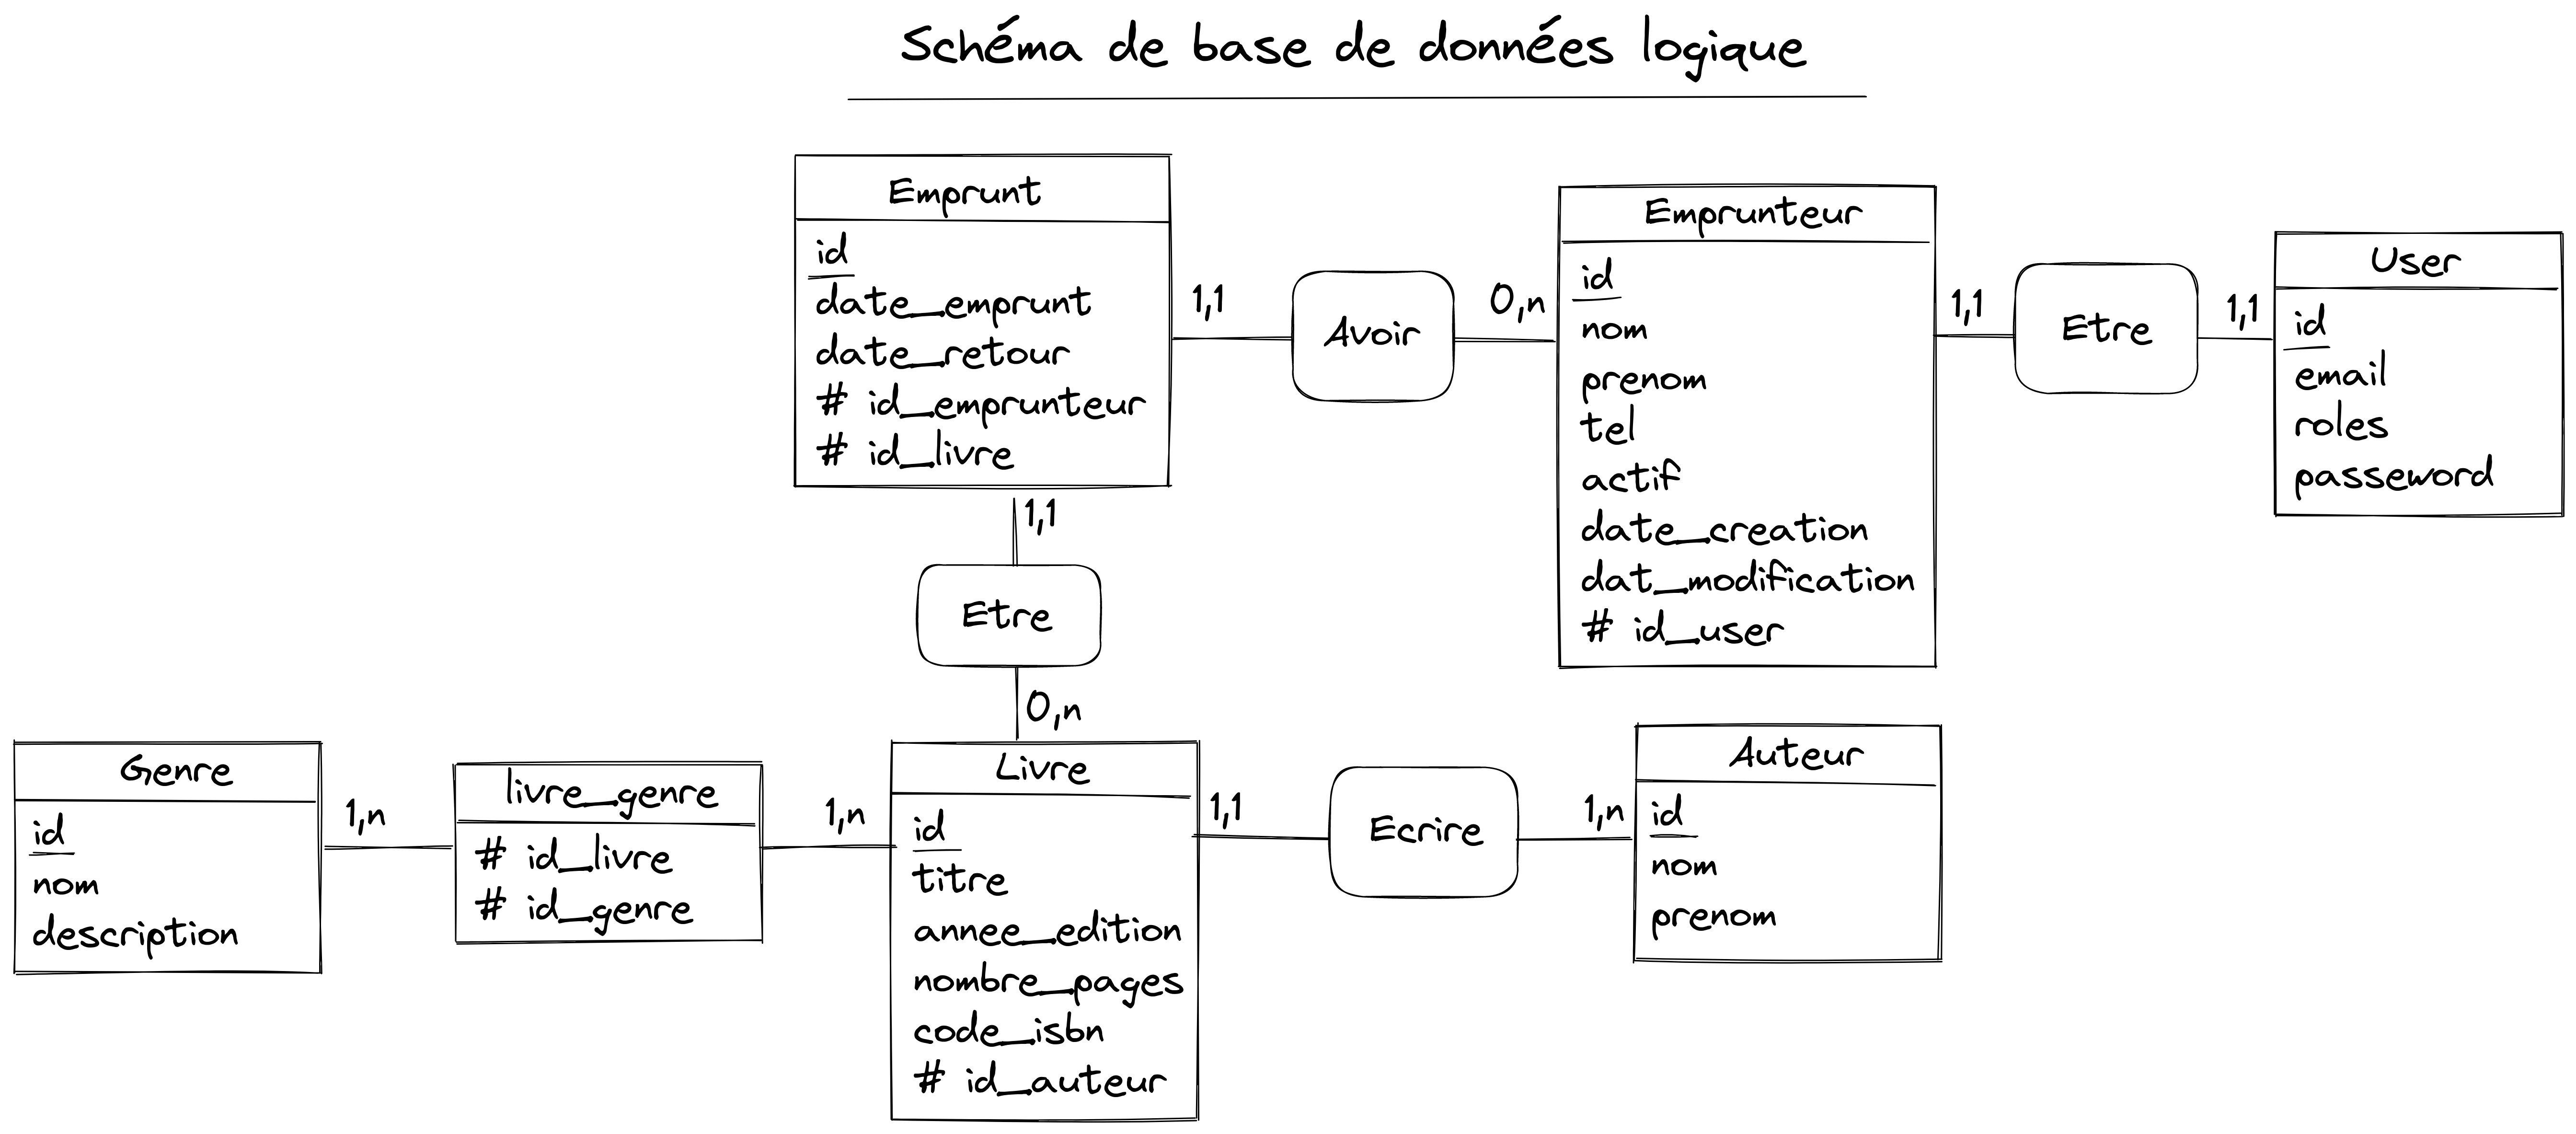 Schéma de base de données logique
Emprunt
id
date_emprunt
date_retour
# id_emprunteur
# id_livre
1,1
Avoir
0,n
Emprunteur
id
nom
prenom
tel
actif
date_creation
dat_modification
# id_user
1,1
Etre
1,1
User
id
email
roles
passeword
1,1
Etre
0,n
Genre
id
nom
description
1,n
livre_genre
# id_livre
# id_genre
1,n
Livre
id
titre
annee_edition
nombre_pages
code_isbn
# id_auteur
1,1
Ecrire
1,n
Auteur
id
nom
prenom